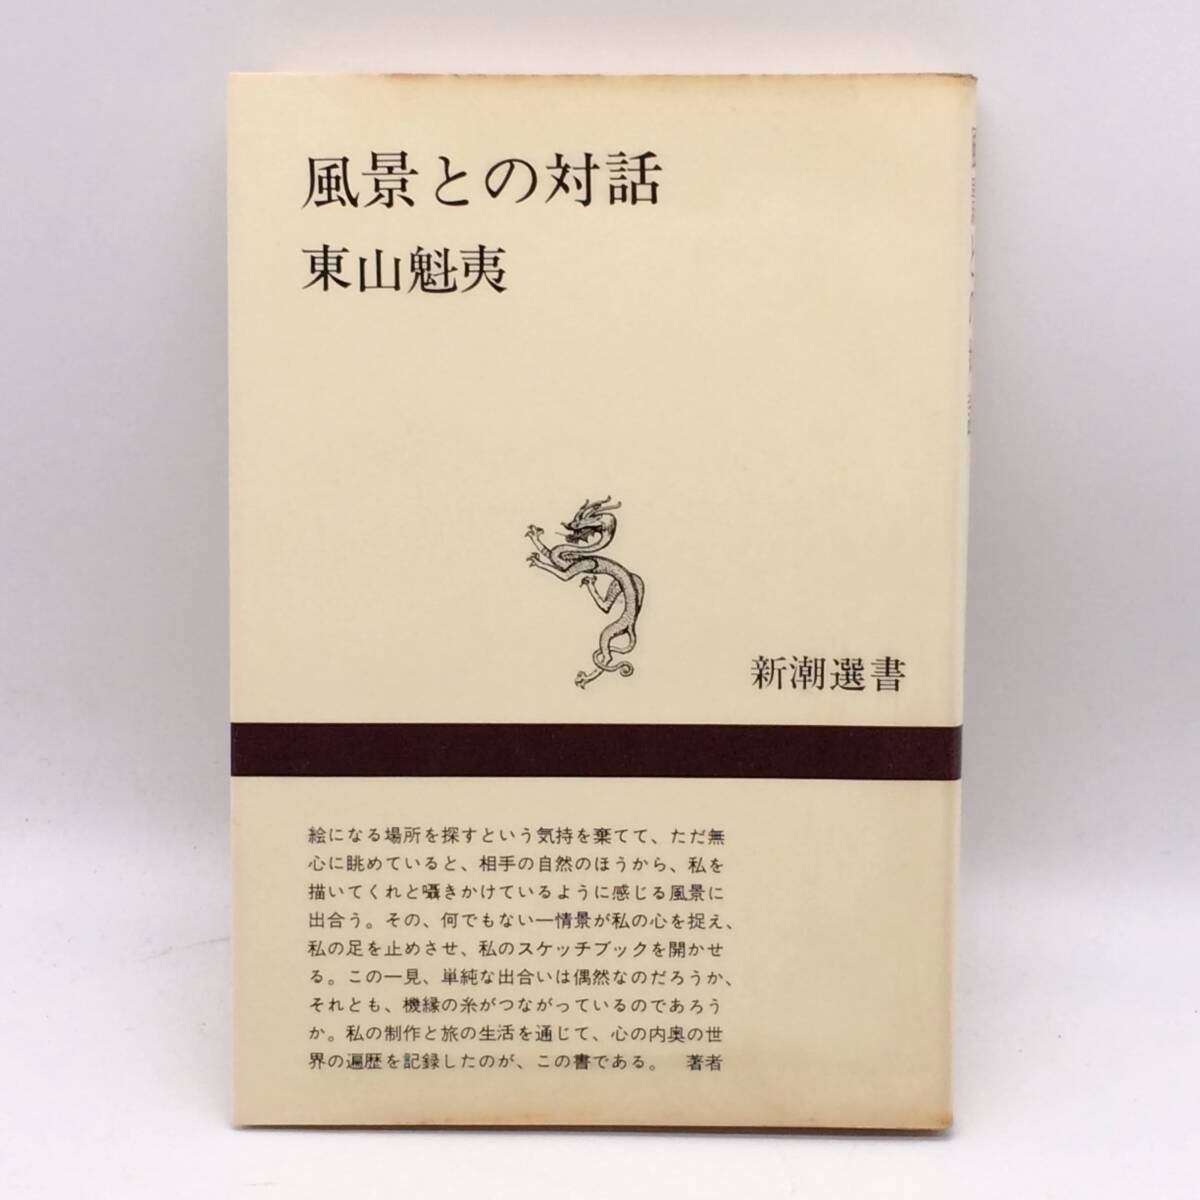 風景との対話
東山魁夷
新潮選書
絵になる場所を探すという気持を棄てて、ただ無
心に眺めていると、相手の自然のほうから、私を
描いてくれと囁きかけているように感じる風景に
出合う。その、何でもない一情景が私の心を捉え、
私の足を止めさせ、私のスケッチブックを開かせ
る。この一見、単純な出合いは偶然なのだろうか、
それとも、機縁の糸がつながっているのであろう
か。私の制作と旅の生活を通じて、心の内奥の世
界の遍歴を記録したのが、この書である。 著者